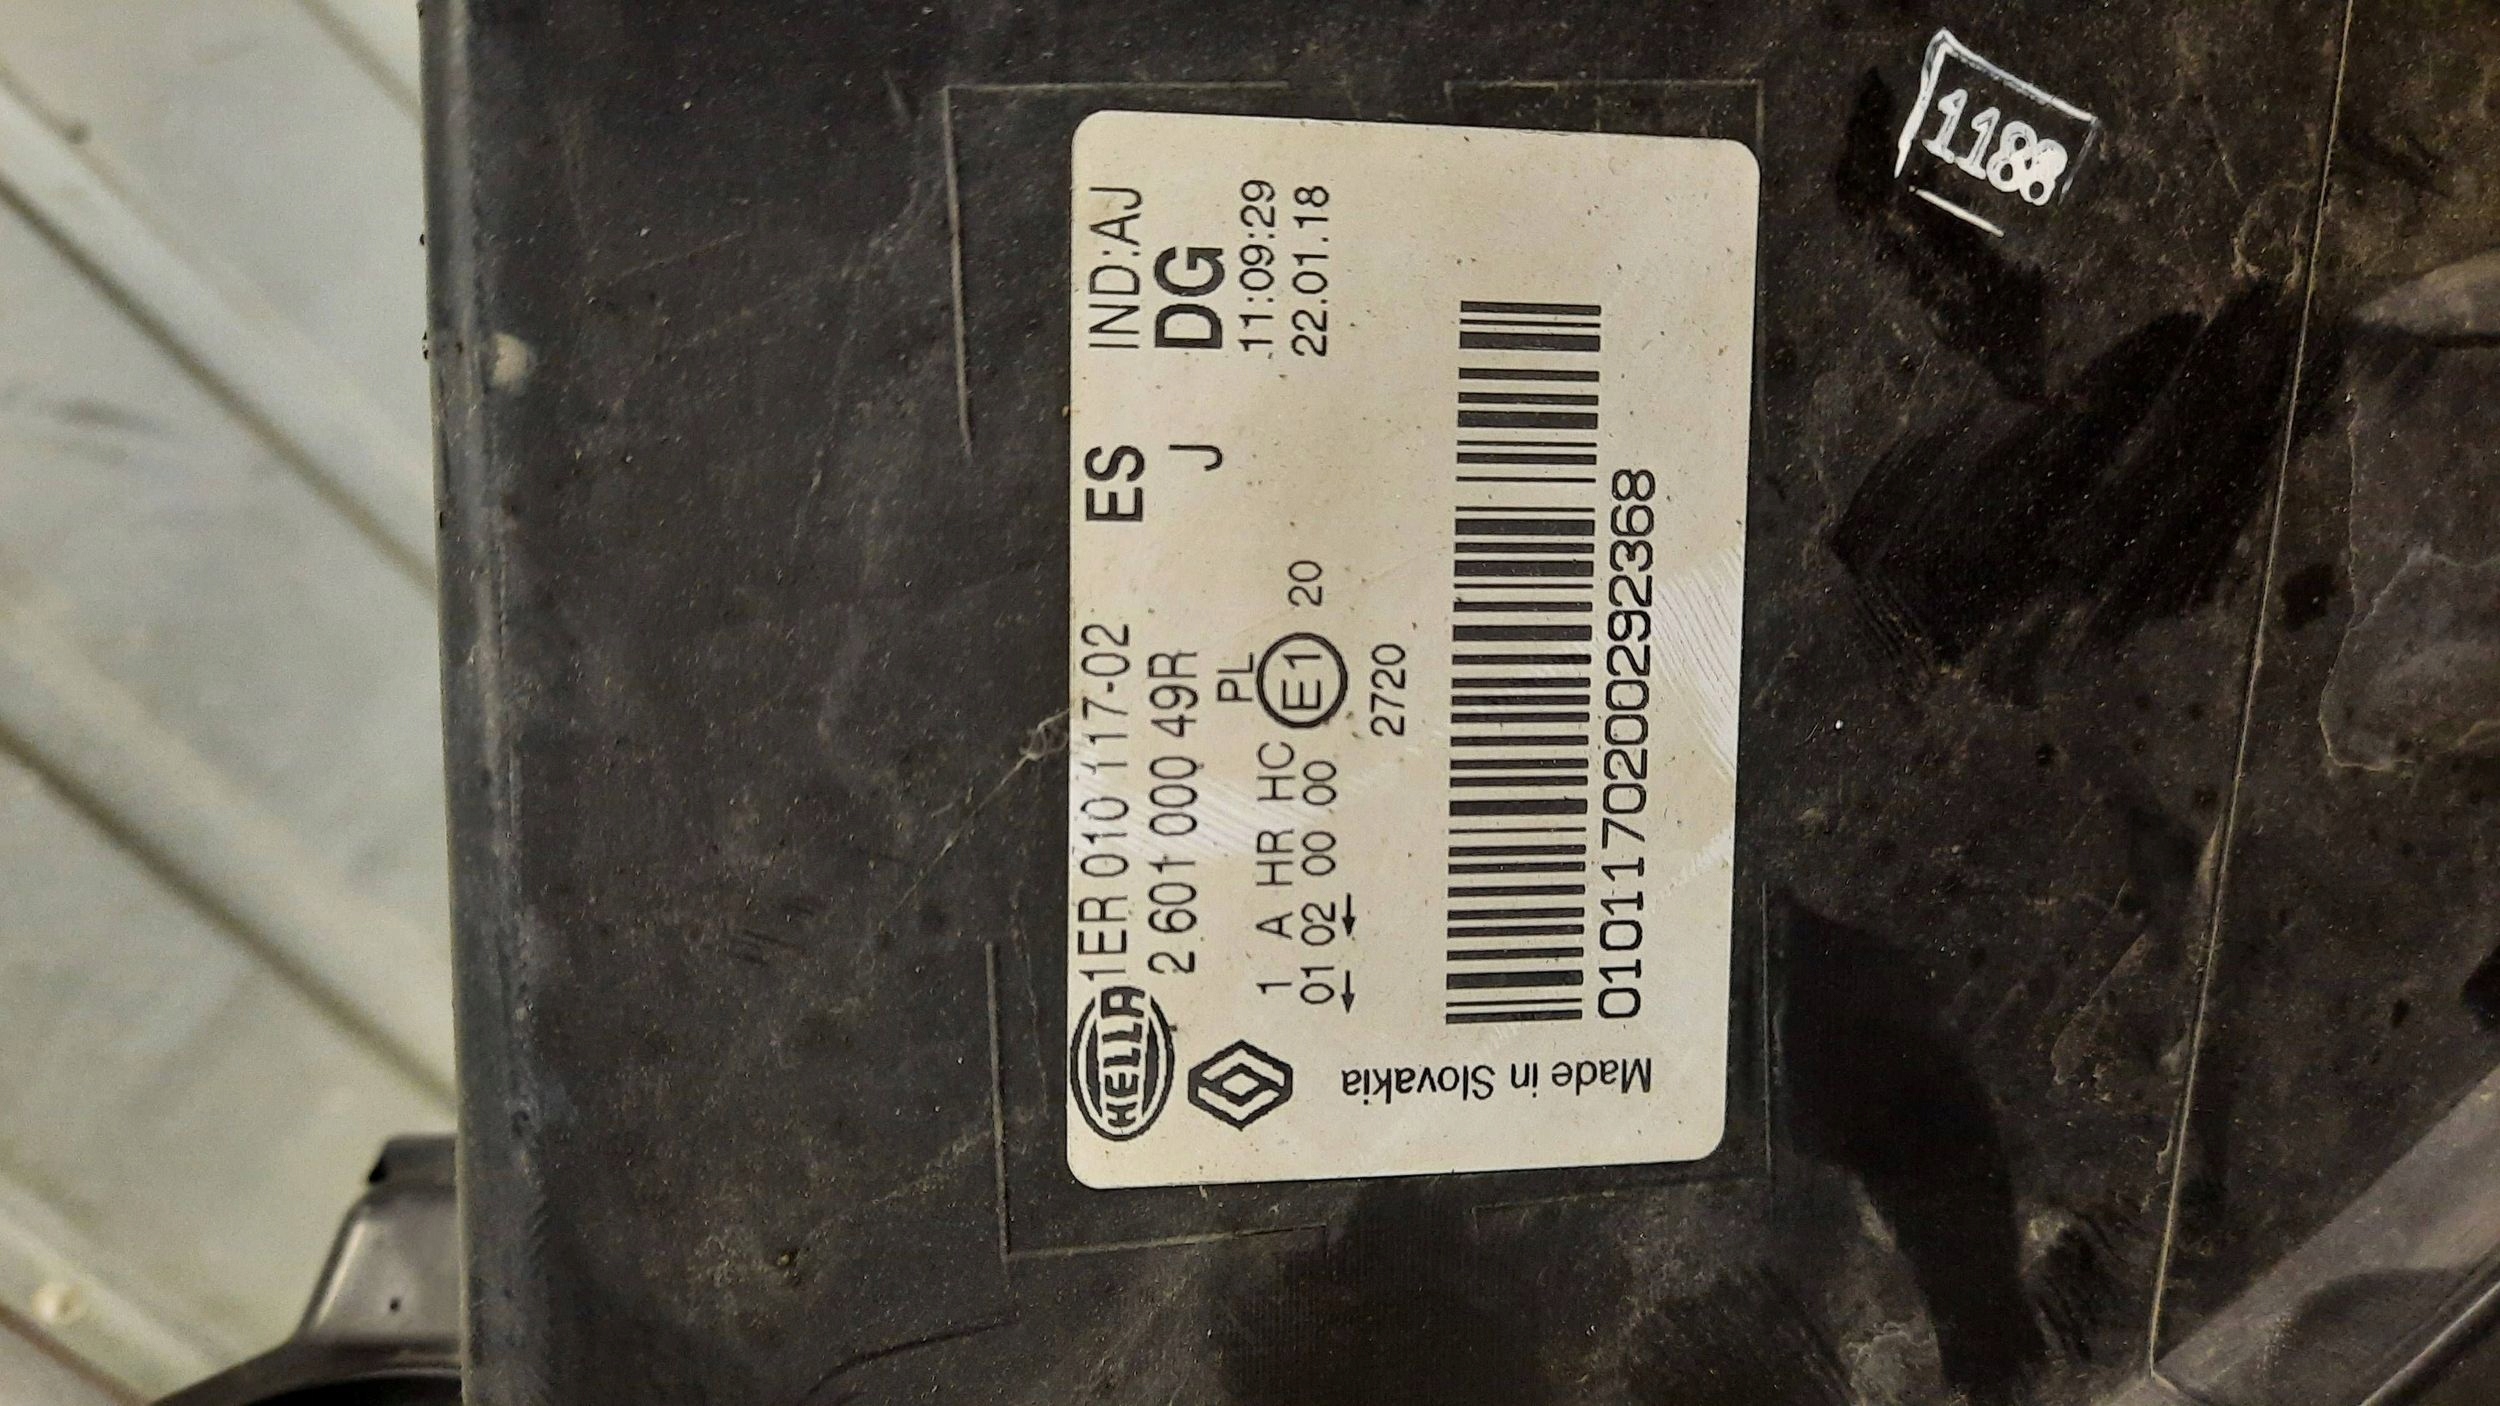 HELLA 1ER 010 117-02 ES IND:AJ
2 601 000 49R J DG
PL 11:09:29
1 A HR HC E1 20 22.01.18
01 02 00 00
2720
0101170200292368
Made in Slovakia
1188